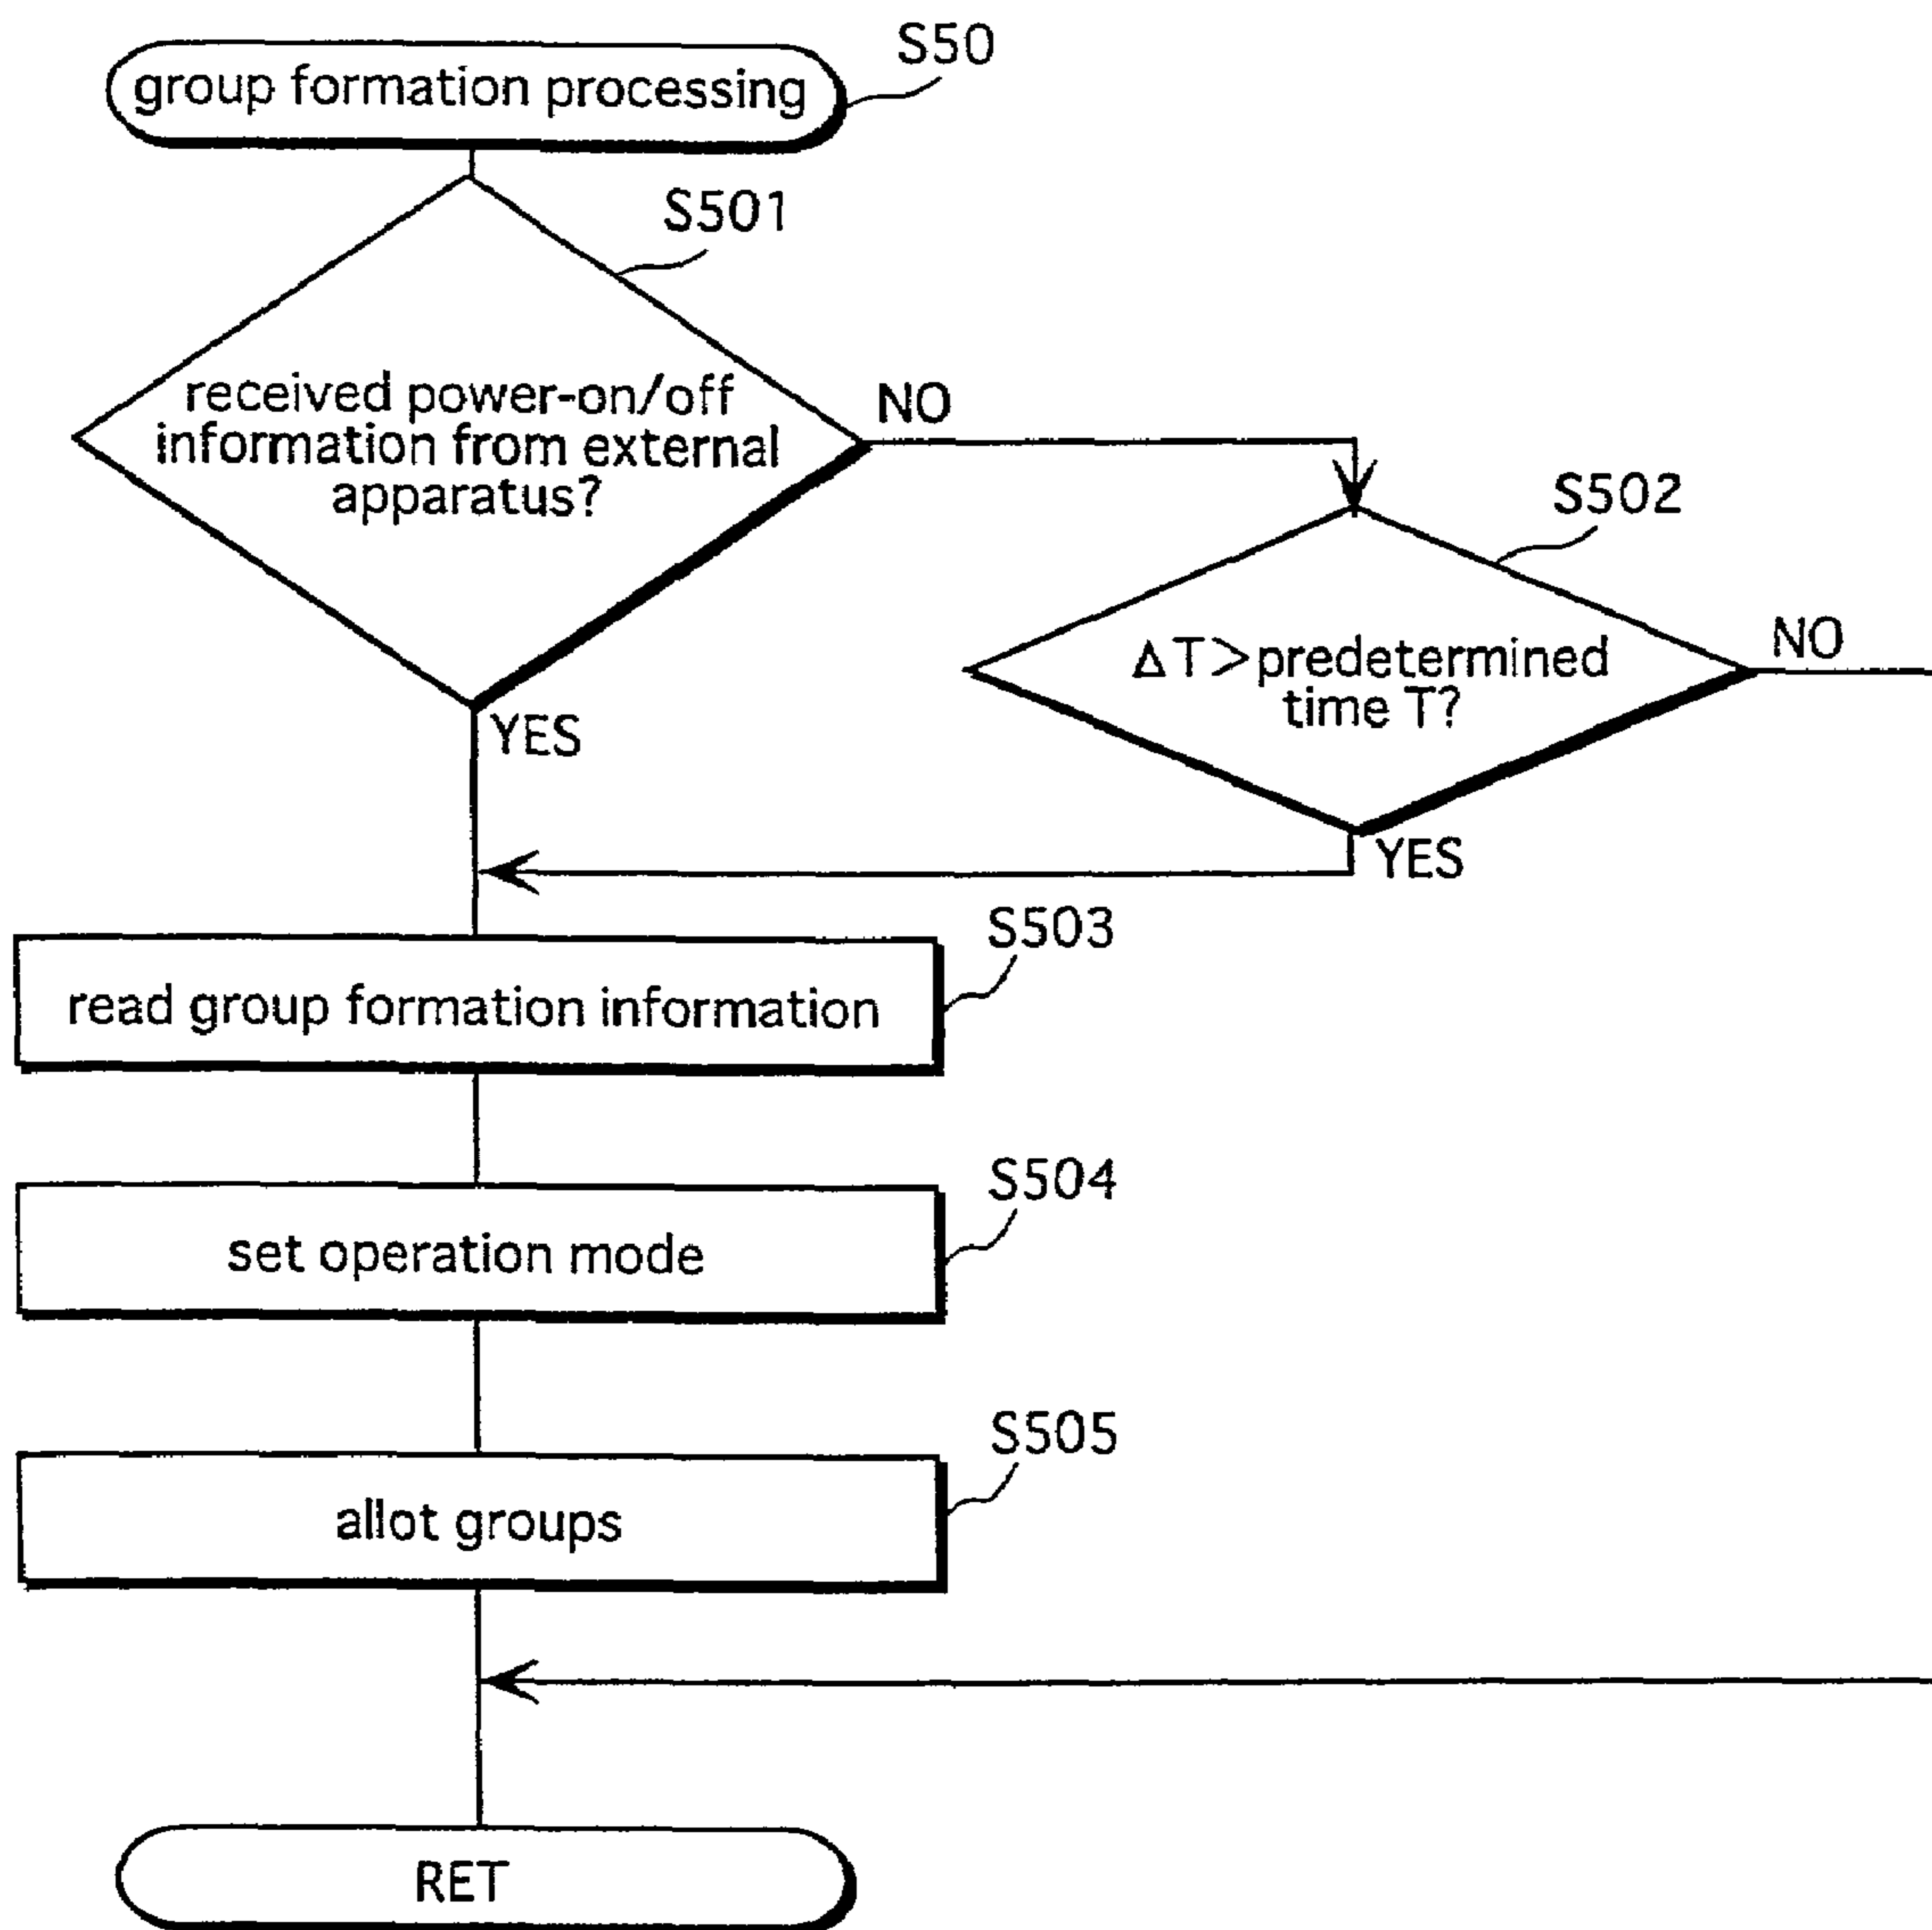 S50
group formation processing
S501
received power-on/off
information from external
apparatus?
NO
YES
S502
ΔT>predetermined
time T?
NO
YES
S503
read group formation information
S504
set operation mode
S505
allot groups
RET